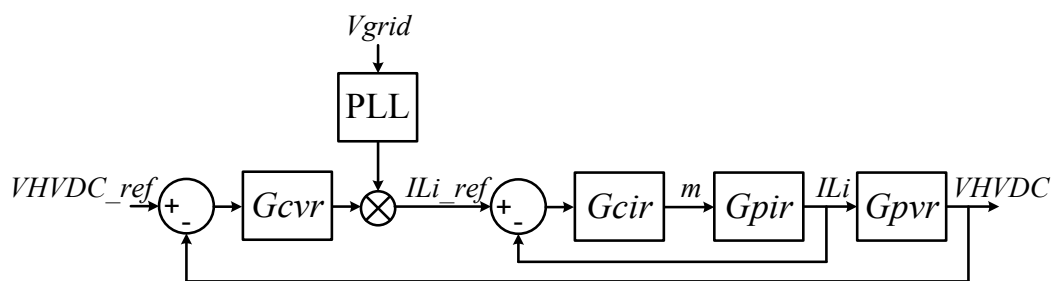 Vgrid
PLL
VHVDC_ref
+
-
Gcvr
ILi_ref
+
-
Gcir
m
Gpir
ILi
Gpvr
VHVDC